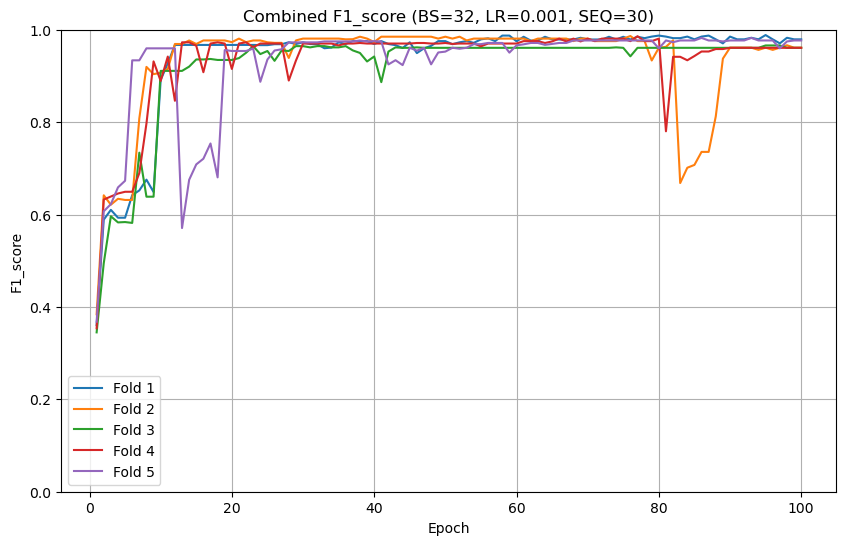 Combined F1_score (BS=32, LR=0.001, SEQ=30)
F1_score
1.0
0.8
0.6
0.4
0.2
0.0
Fold 1
Fold 2
Fold 3
Fold 4
Fold 5
0 20 40 60 80 100
Epoch